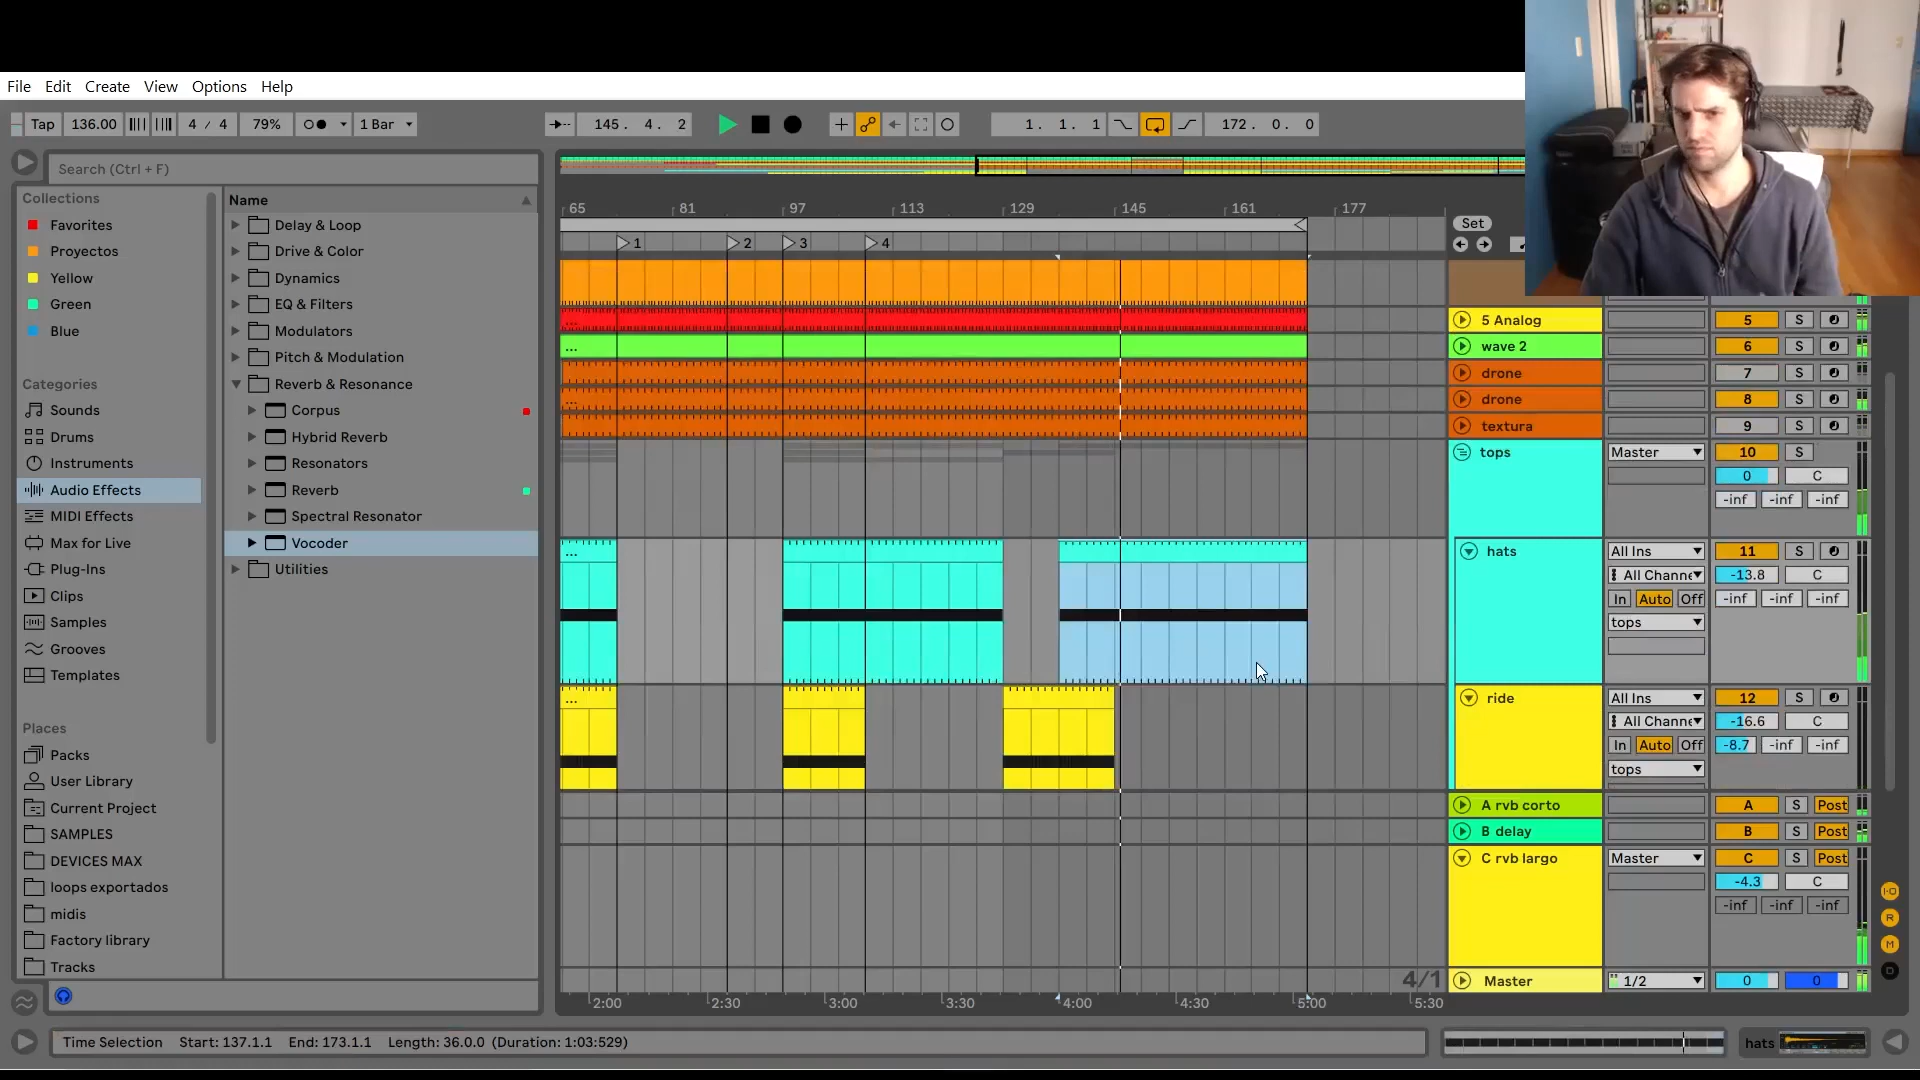 File Edit Create View Options Help
Tap 136.00 4 / 4 79% 1 Bar 145. 4. 2 1. 1. 1 172. 0. 0
Search (Ctrl + F)
Collections
Favorites
Proyectos
Yellow
Green
Blue
Categories
Sounds
Drums
Instruments
Audio Effects
MIDI Effects
Max for Live
Plug-Ins
Clips
Samples
Grooves
Templates
Places
Packs
User Library
Current Project
SAMPLES
DEVICES MAX
loops exportados
midis
Factory library
Tracks
Name
Delay & Loop
Drive & Color
Dynamics
EQ & Filters
Modulators
Pitch & Modulation
Reverb & Resonance
Corpus
Hybrid Reverb
Resonators
Reverb
Spectral Resonator
Vocoder
Utilities
65 81 97 113 129 145 161 177
1 2 3 4
Set
...
...
...
...
...
5 Analog 5 S
wave 2 6 S
drone 7 S
drone 8 S
textura 9 S
tops Master 10 S
0 C
-inf -inf -inf
hats All Ins 11 S
All Channe -13.8 C
In Auto Off -inf -inf -inf
tops
ride All Ins 12 S
All Channe -16.6 C
In Auto Off -8.7 -inf -inf
tops
A rvb corto A S Post
B delay B S Post
C rvb largo Master C S Post
-4.3 C
-inf -inf -inf
4/1 Master 1/2 0 0
I·O
R
M
D
2:00 2:30 3:00 3:30 4:00 4:30 5:00 5:30
Time Selection Start: 137.1.1 End: 173.1.1 Length: 36.0.0 (Duration: 1:03:529)
hats